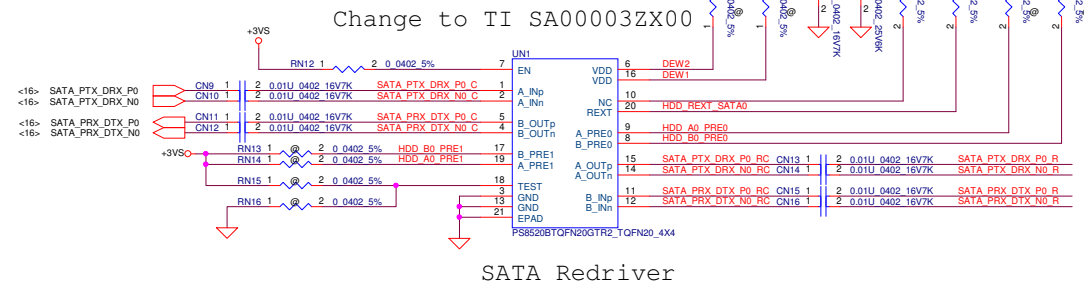 Change to TI SA00003ZX00
+3VS
RN12 1 2 0_0402_5%
<16> SATA_PTX_DRX_P0
<16> SATA_PTX_DRX_N0
CN9 1 2 0.01U_0402_16V7K SATA_PTX_DRX_P0_C
CN10 1 2 0.01U_0402_16V7K SATA_PTX_DRX_N0_C
<16> SATA_PRX_DTX_P0
<16> SATA_PRX_DTX_N0
CN11 1 2 0.01U_0402_16V7K SATA_PRX_DTX_P0_C
CN12 1 2 0.01U_0402_16V7K SATA_PRX_DTX_N0_C
+3VS
RN13 1 @ 2 0_0402_5% HDD_B0_PRE1
RN14 1 @ 2 0_0402_5% HDD_A0_PRE1
RN15 1 @ 2 0_0402_5%
RN16 1 @ 2 0_0402_5%
UN1
7 EN
1 A_INp
2 A_INn
5 B_OUTp
4 B_OUTn
17 B_PRE1
19 A_PRE1
18 TEST
3 GND
13 GND
21 EPAD
VDD 6 DEW2
VDD 16 DEW1
NC 10
REXT 20 HDD_REXT_SATA0
A_PRE0 9 HDD_A0_PRE0
B_PRE0 8 HDD_B0_PRE0
A_OUTp 15 SATA_PTX_DRX_P0_RC CN13 1 2 0.01U_0402_16V7K SATA_PTX_DRX_P0_R
A_OUTn 14 SATA_PTX_DRX_N0_RC CN14 1 2 0.01U_0402_16V7K SATA_PTX_DRX_N0_R
B_INp 11 SATA_PRX_DTX_P0_RC CN15 1 2 0.01U_0402_16V7K SATA_PRX_DTX_P0_R
B_INn 12 SATA_PRX_DTX_N0_RC CN16 1 2 0.01U_0402_16V7K SATA_PRX_DTX_N0_R
PS8520BTQFN20GTR2_TQFN20_4X4
SATA Redriver